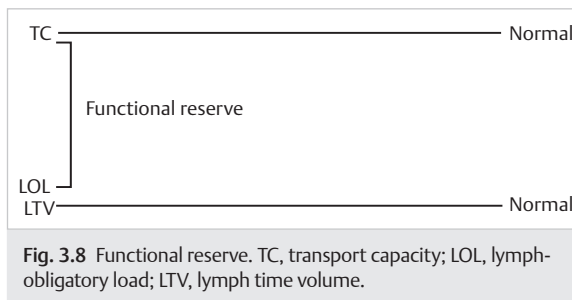 TC Normal
Functional reserve
LOL
LTV Normal
Fig. 3.8 Functional reserve. TC, transport capacity; LOL, lymph-
obligatory load; LTV, lymph time volume.